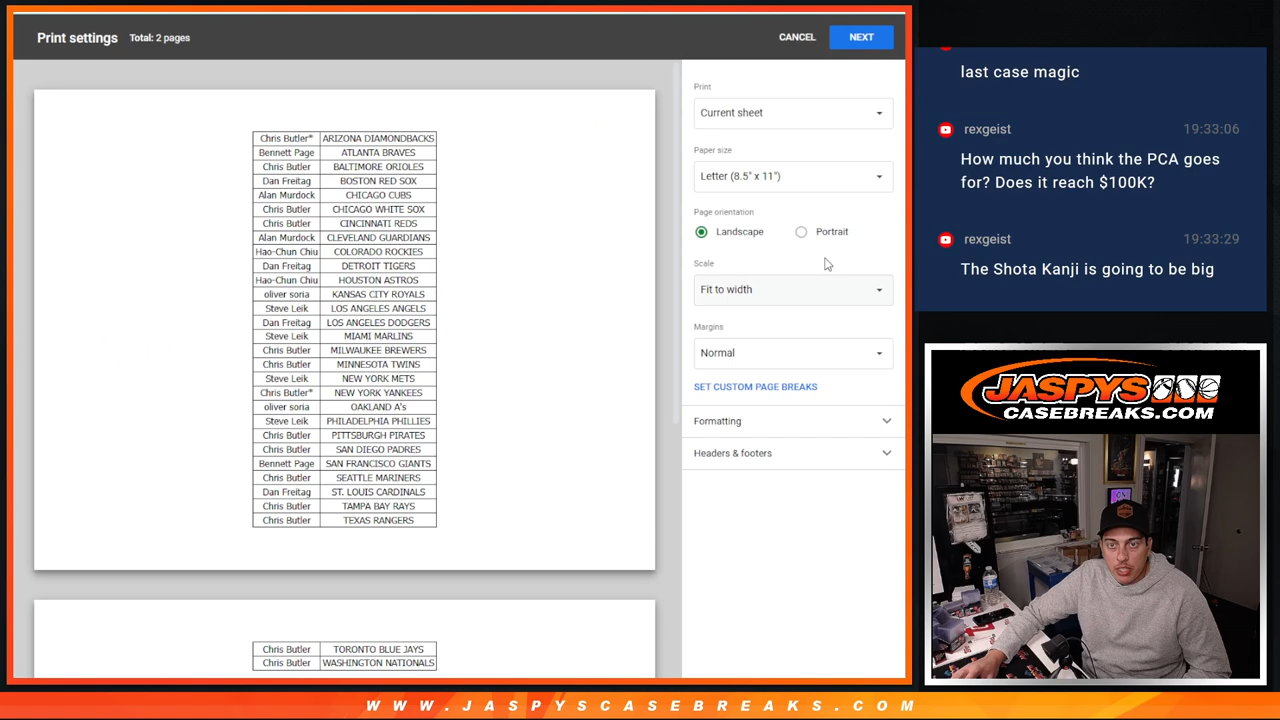 Print settings Total: 2 pages CANCEL NEXT
Chris Butler* ARIZONA DIAMONDBACKS
Bennett Page ATLANTA BRAVES
Chris Butler BALTIMORE ORIOLES
Dan Freitag BOSTON RED SOX
Alan Murdock CHICAGO CUBS
Chris Butler CHICAGO WHITE SOX
Chris Butler CINCINNATI REDS
Alan Murdock CLEVELAND GUARDIANS
Hao-Chun Chiu COLORADO ROCKIES
Dan Freitag DETROIT TIGERS
Hao-Chun Chiu HOUSTON ASTROS
oliver soria KANSAS CITY ROYALS
Steve Leik LOS ANGELES ANGELS
Dan Freitag LOS ANGELES DODGERS
Steve Leik MIAMI MARLINS
Chris Butler MILWAUKEE BREWERS
Chris Butler MINNESOTA TWINS
Steve Leik NEW YORK METS
Chris Butler* NEW YORK YANKEES
oliver soria OAKLAND A's
Steve Leik PHILADELPHIA PHILLIES
Chris Butler PITTSBURGH PIRATES
Chris Butler SAN DIEGO PADRES
Bennett Page SAN FRANCISCO GIANTS
Chris Butler SEATTLE MARINERS
Dan Freitag ST. LOUIS CARDINALS
Chris Butler TAMPA BAY RAYS
Chris Butler TEXAS RANGERS
Chris Butler TORONTO BLUE JAYS
Chris Butler WASHINGTON NATIONALS
Print
Current sheet
Paper size
Letter (8.5" x 11")
Page orientation
Landscape Portrait
Scale
Fit to width
Margins
Normal
SET CUSTOM PAGE BREAKS
Formatting
Headers & footers
last case magic
rexgeist 19:33:06
How much you think the PCA goes
for? Does it reach $100K?
rexgeist 19:33:29
The Shota Kanji is going to be big
JASPYS
CASEBREAKS.COM
WWW.JASPYSCASEBREAKS.COM